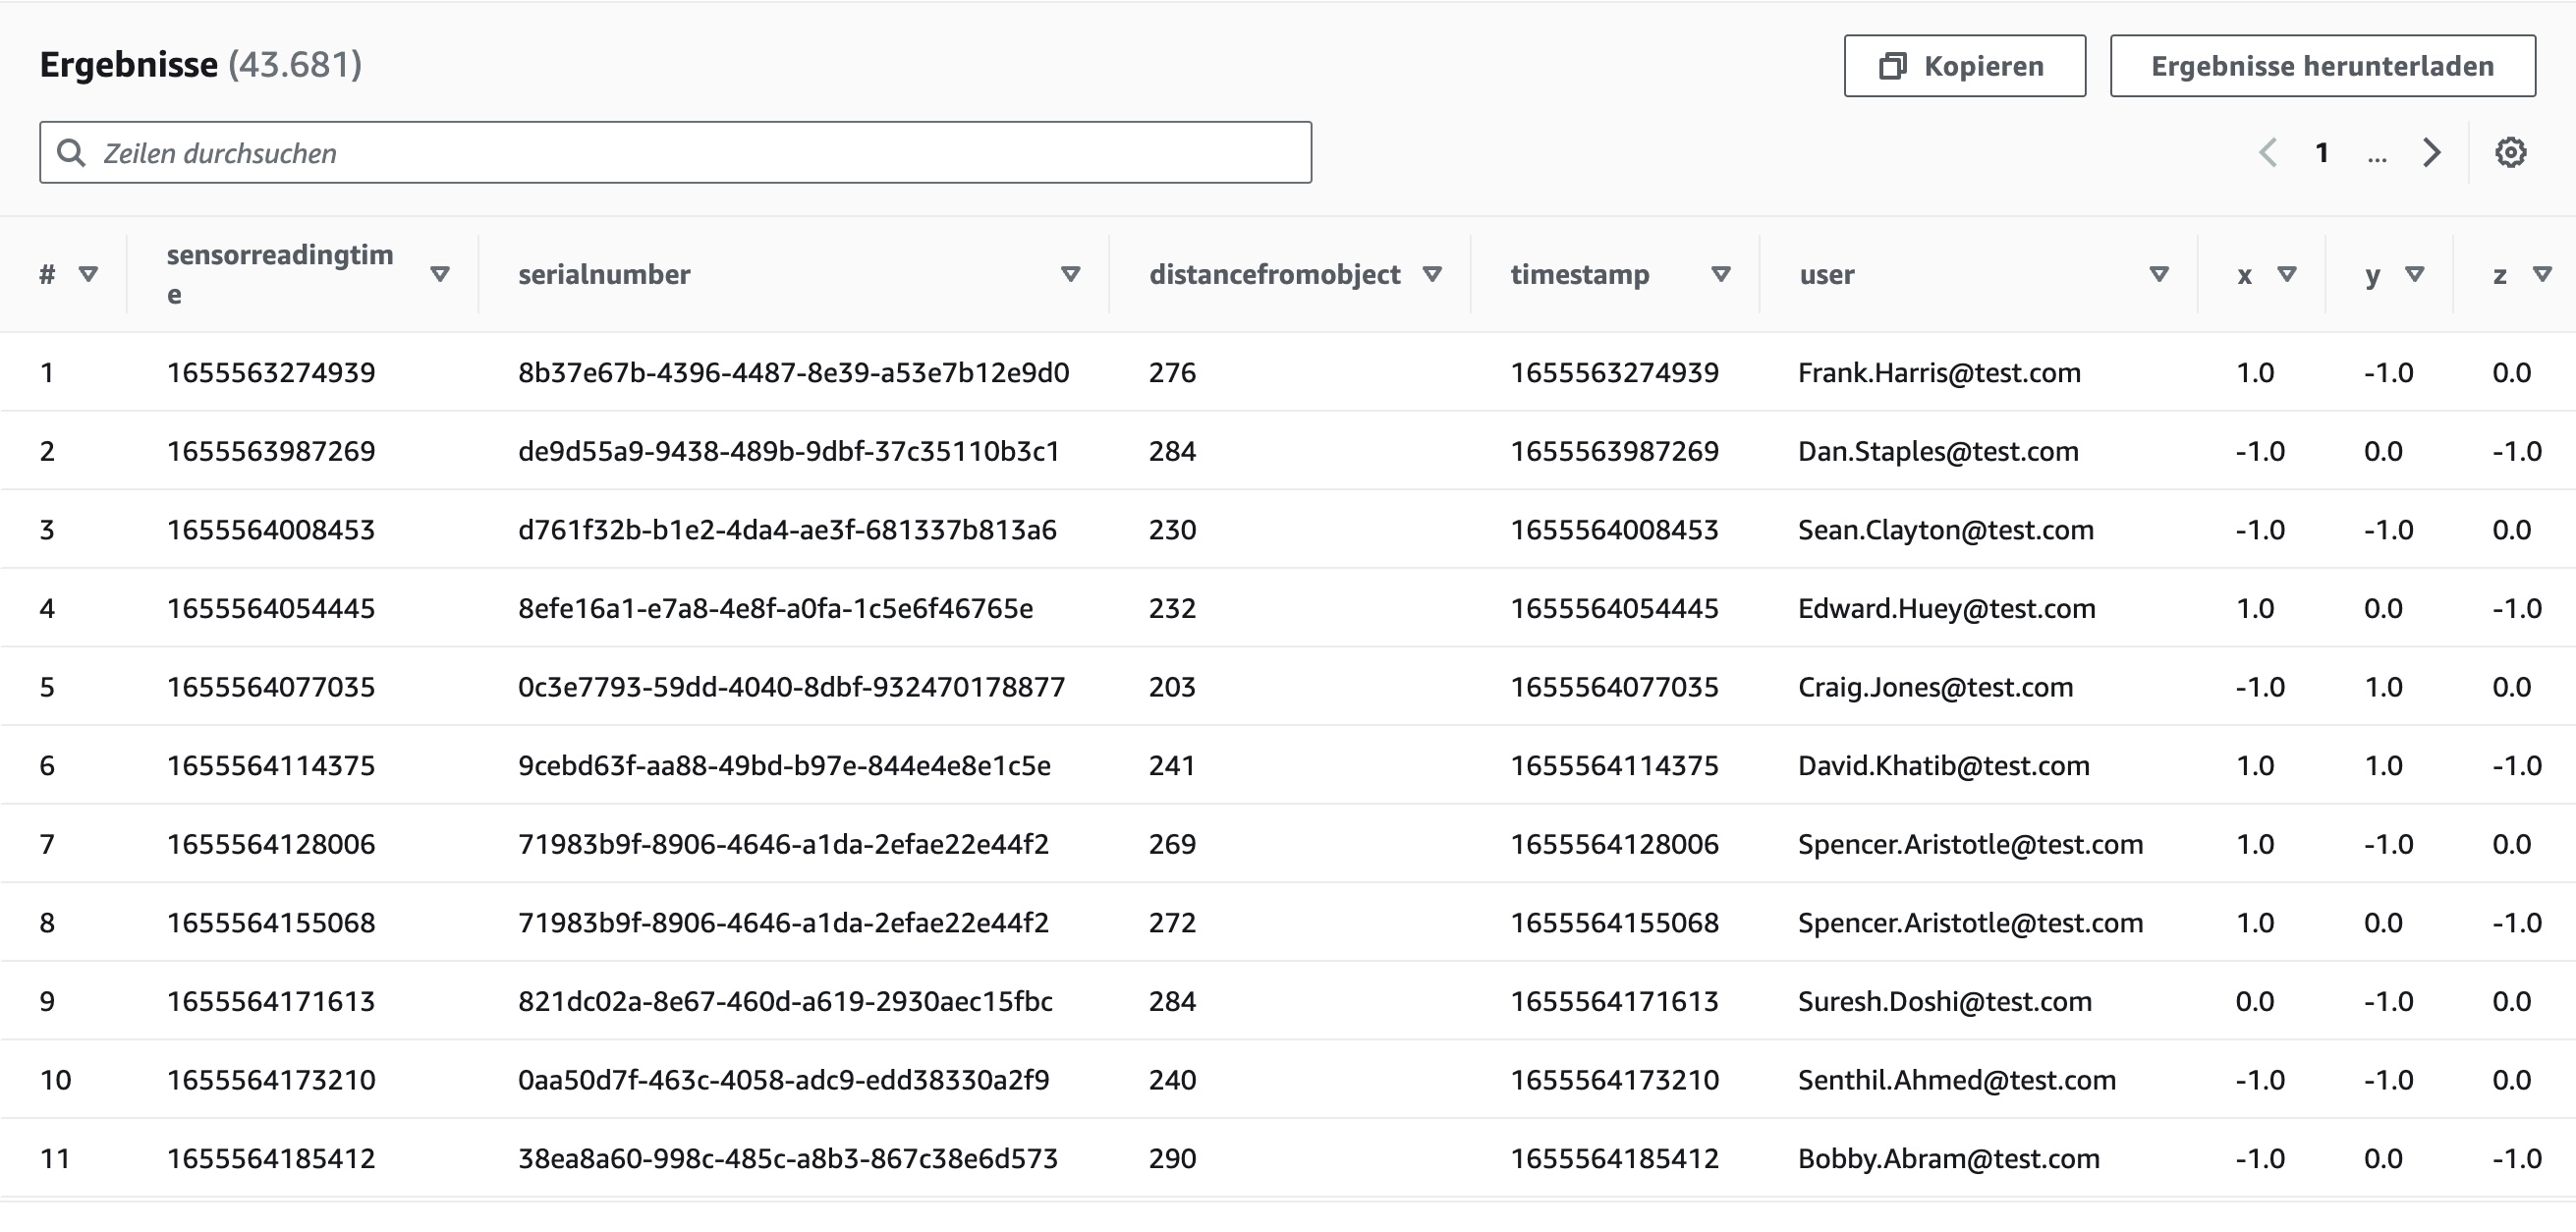 Ergebnisse (43.681)
Kopieren
Ergebnisse herunterladen
Zeilen durchsuchen
1 ...
# sensorreadingtim
e serialnumber distancefromobject timestamp user x y z
1 1655563274939 8b37e67b-4396-4487-8e39-a53e7b12e9d0 276 1655563274939 Frank.Harris@test.com 1.0 -1.0 0.0
2 1655563987269 de9d55a9-9438-489b-9dbf-37c35110b3c1 284 1655563987269 Dan.Staples@test.com -1.0 0.0 -1.0
3 1655564008453 d761f32b-b1e2-4da4-ae3f-681337b813a6 230 1655564008453 Sean.Clayton@test.com -1.0 -1.0 0.0
4 1655564054445 8efe16a1-e7a8-4e8f-a0fa-1c5e6f46765e 232 1655564054445 Edward.Huey@test.com 1.0 0.0 -1.0
5 1655564077035 0c3e7793-59dd-4040-8dbf-932470178877 203 1655564077035 Craig.Jones@test.com -1.0 1.0 0.0
6 1655564114375 9cebd63f-aa88-49bd-b97e-844e4e8e1c5e 241 1655564114375 David.Khatib@test.com 1.0 1.0 -1.0
7 1655564128006 71983b9f-8906-4646-a1da-2efae22e44f2 269 1655564128006 Spencer.Aristotle@test.com 1.0 -1.0 0.0
8 1655564155068 71983b9f-8906-4646-a1da-2efae22e44f2 272 1655564155068 Spencer.Aristotle@test.com 1.0 0.0 -1.0
9 1655564171613 821dc02a-8e67-460d-a619-2930aec15fbc 284 1655564171613 Suresh.Doshi@test.com 0.0 -1.0 0.0
10 1655564173210 0aa50d7f-463c-4058-adc9-edd38330a2f9 240 1655564173210 Senthil.Ahmed@test.com -1.0 -1.0 0.0
11 1655564185412 38ea8a60-998c-485c-a8b3-867c38e6d573 290 1655564185412 Bobby.Abram@test.com -1.0 0.0 -1.0